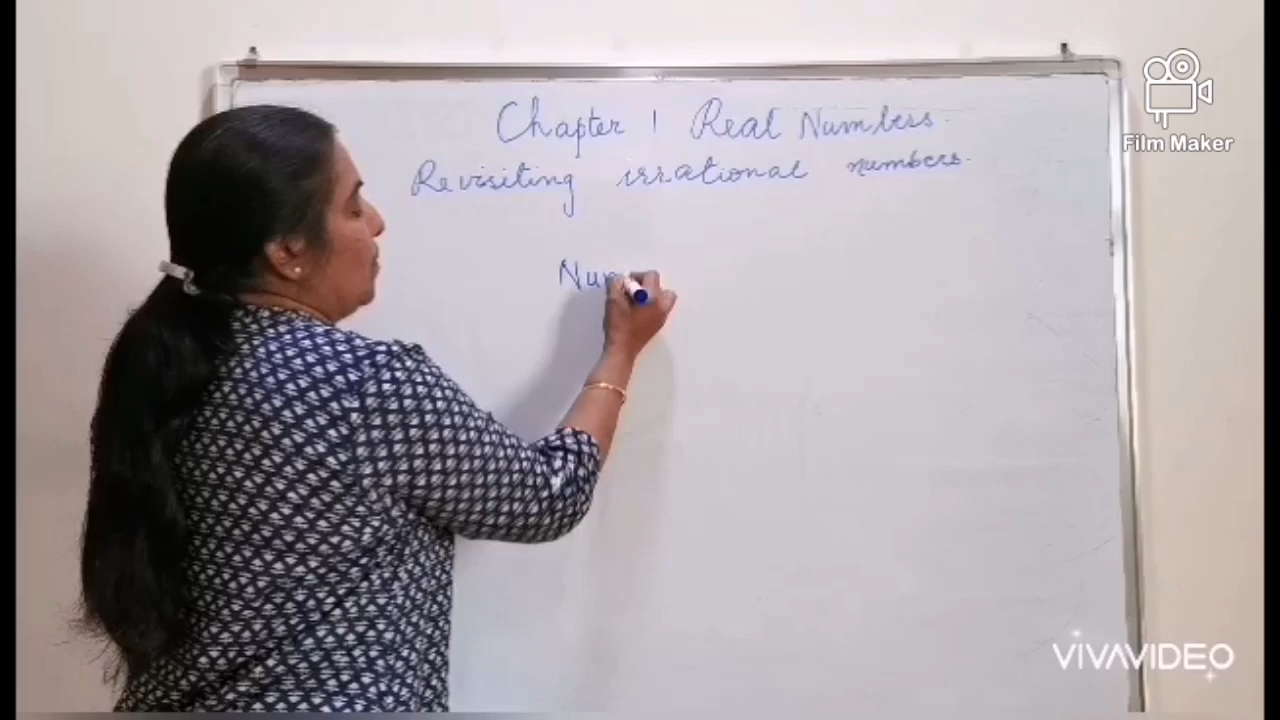 Chapter 1 Real Numbers.
Revisiting irrational numbers.
Num
Film Maker
VIVAVIDEO